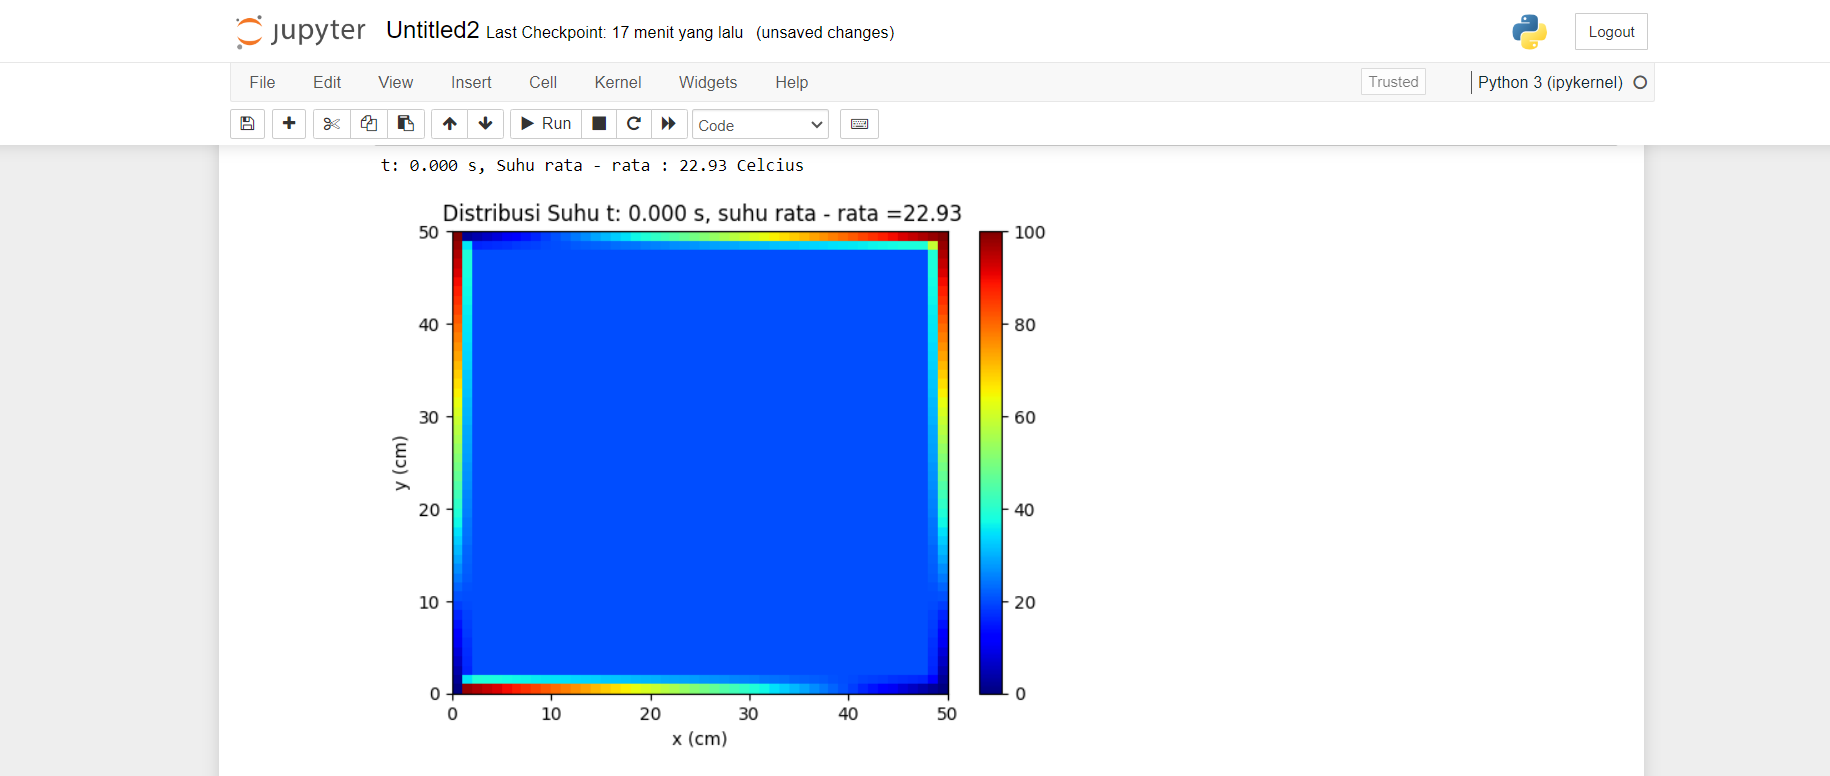 jupyter Untitled2 Last Checkpoint: 17 menit yang lalu (unsaved changes) Logout
File Edit View Insert Cell Kernel Widgets Help Trusted Python 3 (ipykernel)
Run Code
t: 0.000 s, Suhu rata - rata : 22.93 Celcius
Distribusi Suhu t: 0.000 s, suhu rata - rata =22.93
50
40
30
20
10
0
y (cm)
0 10 20 30 40 50
x (cm)
100
80
60
40
20
0